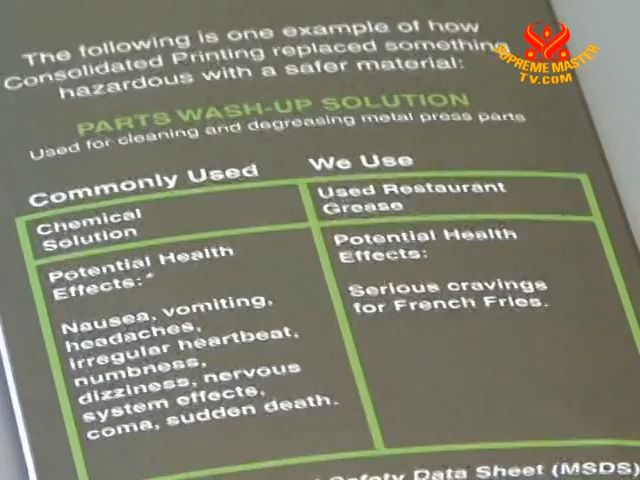 The following is one example of how
Consolidated Printing replaced something
hazardous with a safer material:
SUPREME MASTER
TV.COM
PARTS WASH-UP SOLUTION
Used for cleaning and degreasing metal press parts
Commonly Used
We Use
Chemical
Solution
Used Restaurant
Grease
Potential Health
Effects:*
Nausea, vomiting,
headaches,
irregular heartbeat,
numbness,
dizziness, nervous
system effects,
coma, sudden death.
Potential Health
Effects:
Serious cravings
for French Fries.
Safety Data Sheet (MSDS)